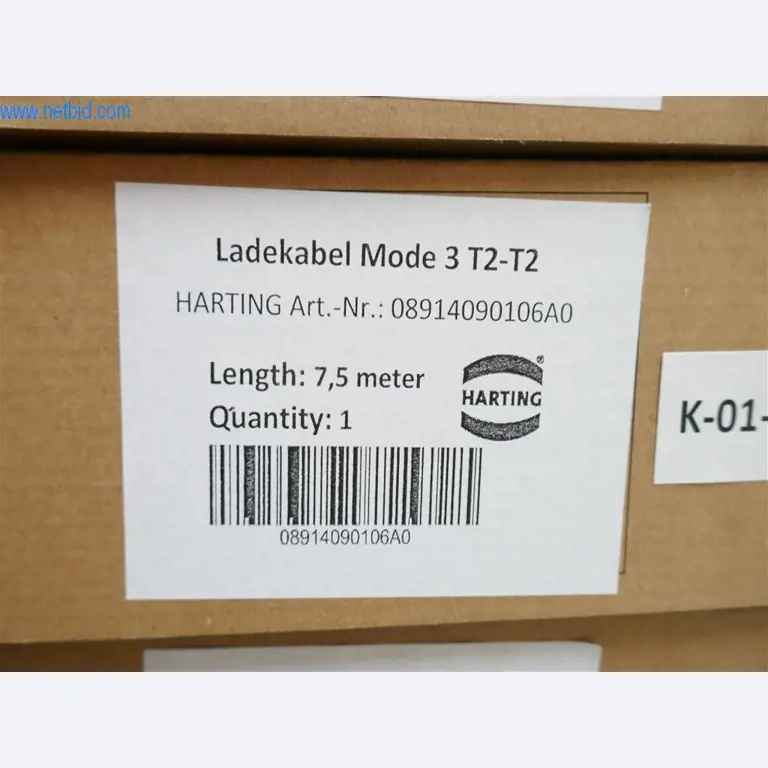 www.netbid.com
Ladekabel Mode 3 T2-T2
HARTING Art.-Nr.: 08914090106A0
Length: 7,5 meter
Quantity: 1
®
HARTING
08914090106A0
K-01-